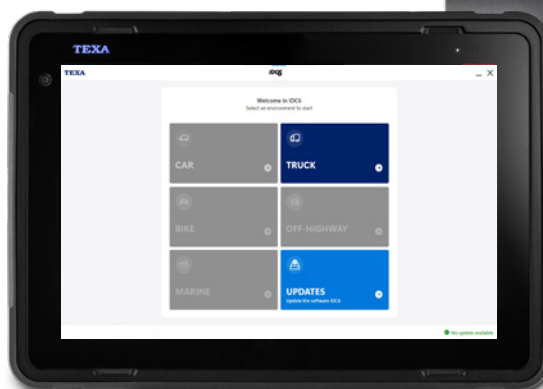 TEXA
TEXA
IDC6
Welcome in IDC6
Select an environment to start
CAR
TRUCK
BIKE
OFF-HIGHWAY
MARINE
UPDATES
Update the software IDC6
No update available